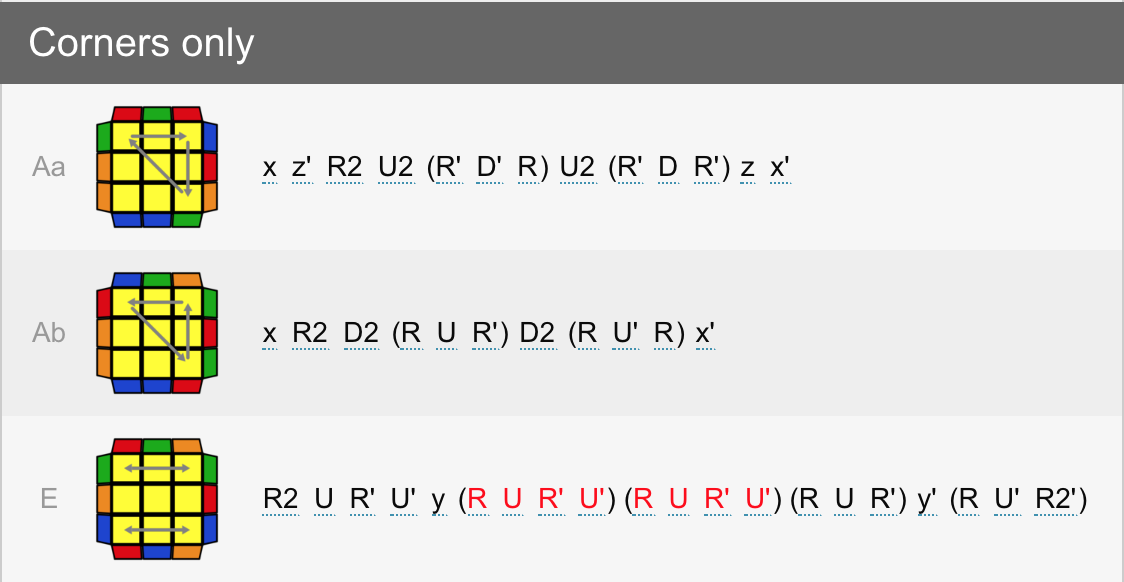 Corners only
Aa x z' R2 U2 (R' D' R) U2 (R' D R') z x'
Ab x R2 D2 (R U R') D2 (R U' R) x'
E R2 U R' U' y (R U R' U') (R U R' U') (R U R') y' (R U' R2')